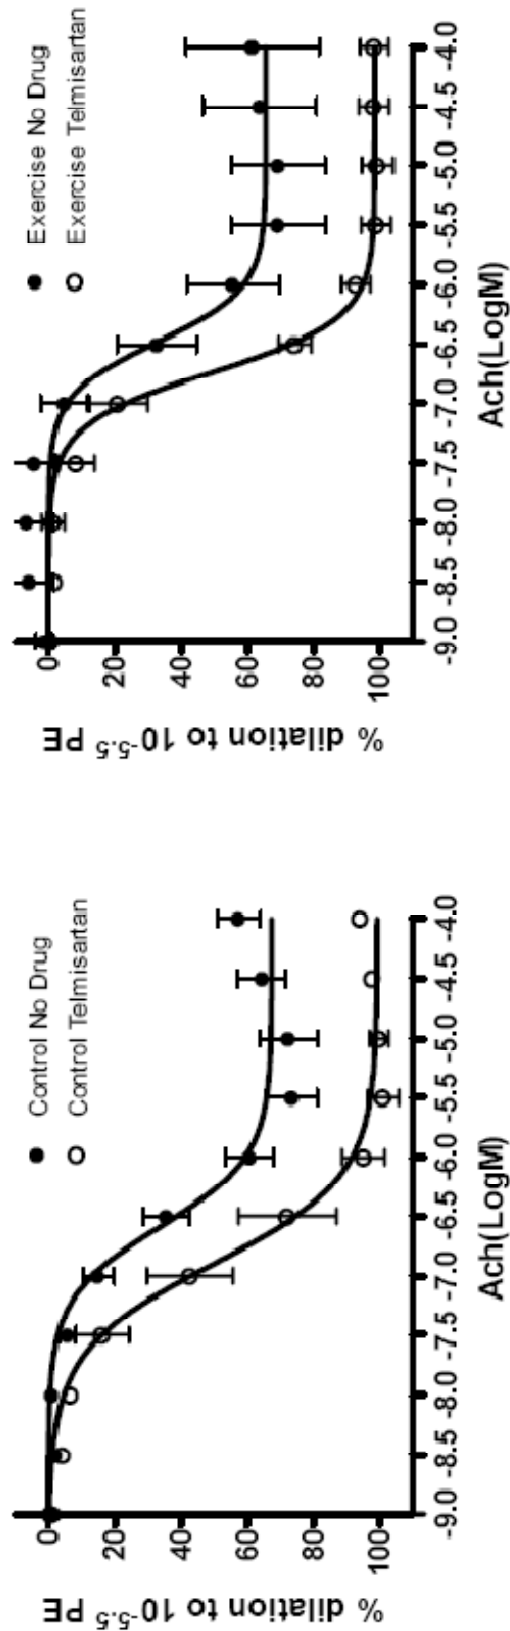 Control No Drug
Control Telmisartan
% dilation to 10-5.5 PE
0
20
40
60
80
100
-9.0 -8.5 -8.0 -7.5 -7.0 -6.5 -6.0 -5.5 -5.0 -4.5 -4.0
Ach(LogM)
Exercise No Drug
Exercise Telmisartan
% dilation to 10-5.5 PE
0
20
40
60
80
100
-9.0 -8.5 -8.0 -7.5 -7.0 -6.5 -6.0 -5.5 -5.0 -4.5 -4.0
Ach(LogM)